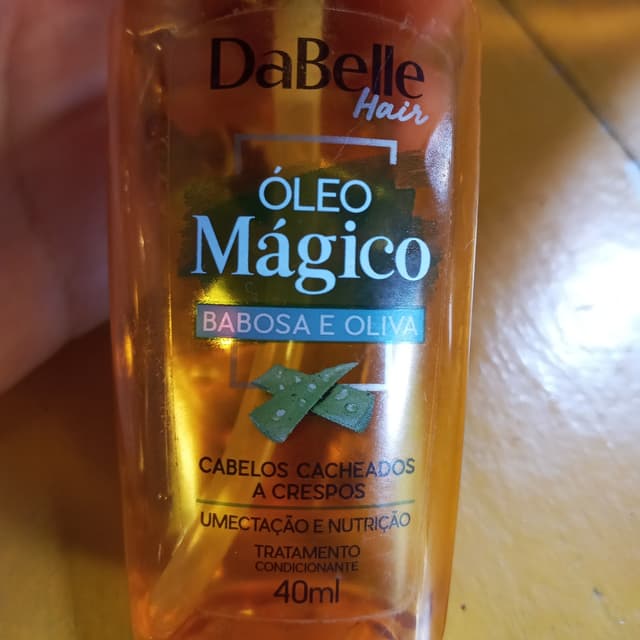 DaBelle
Hair
ÓLEO
Mágico
BABOSA E OLIVA
CABELOS CACHEADOS
A CRESPOS
UMECTAÇÃO E NUTRIÇÃO
TRATAMENTO
CONDICIONANTE
40ml